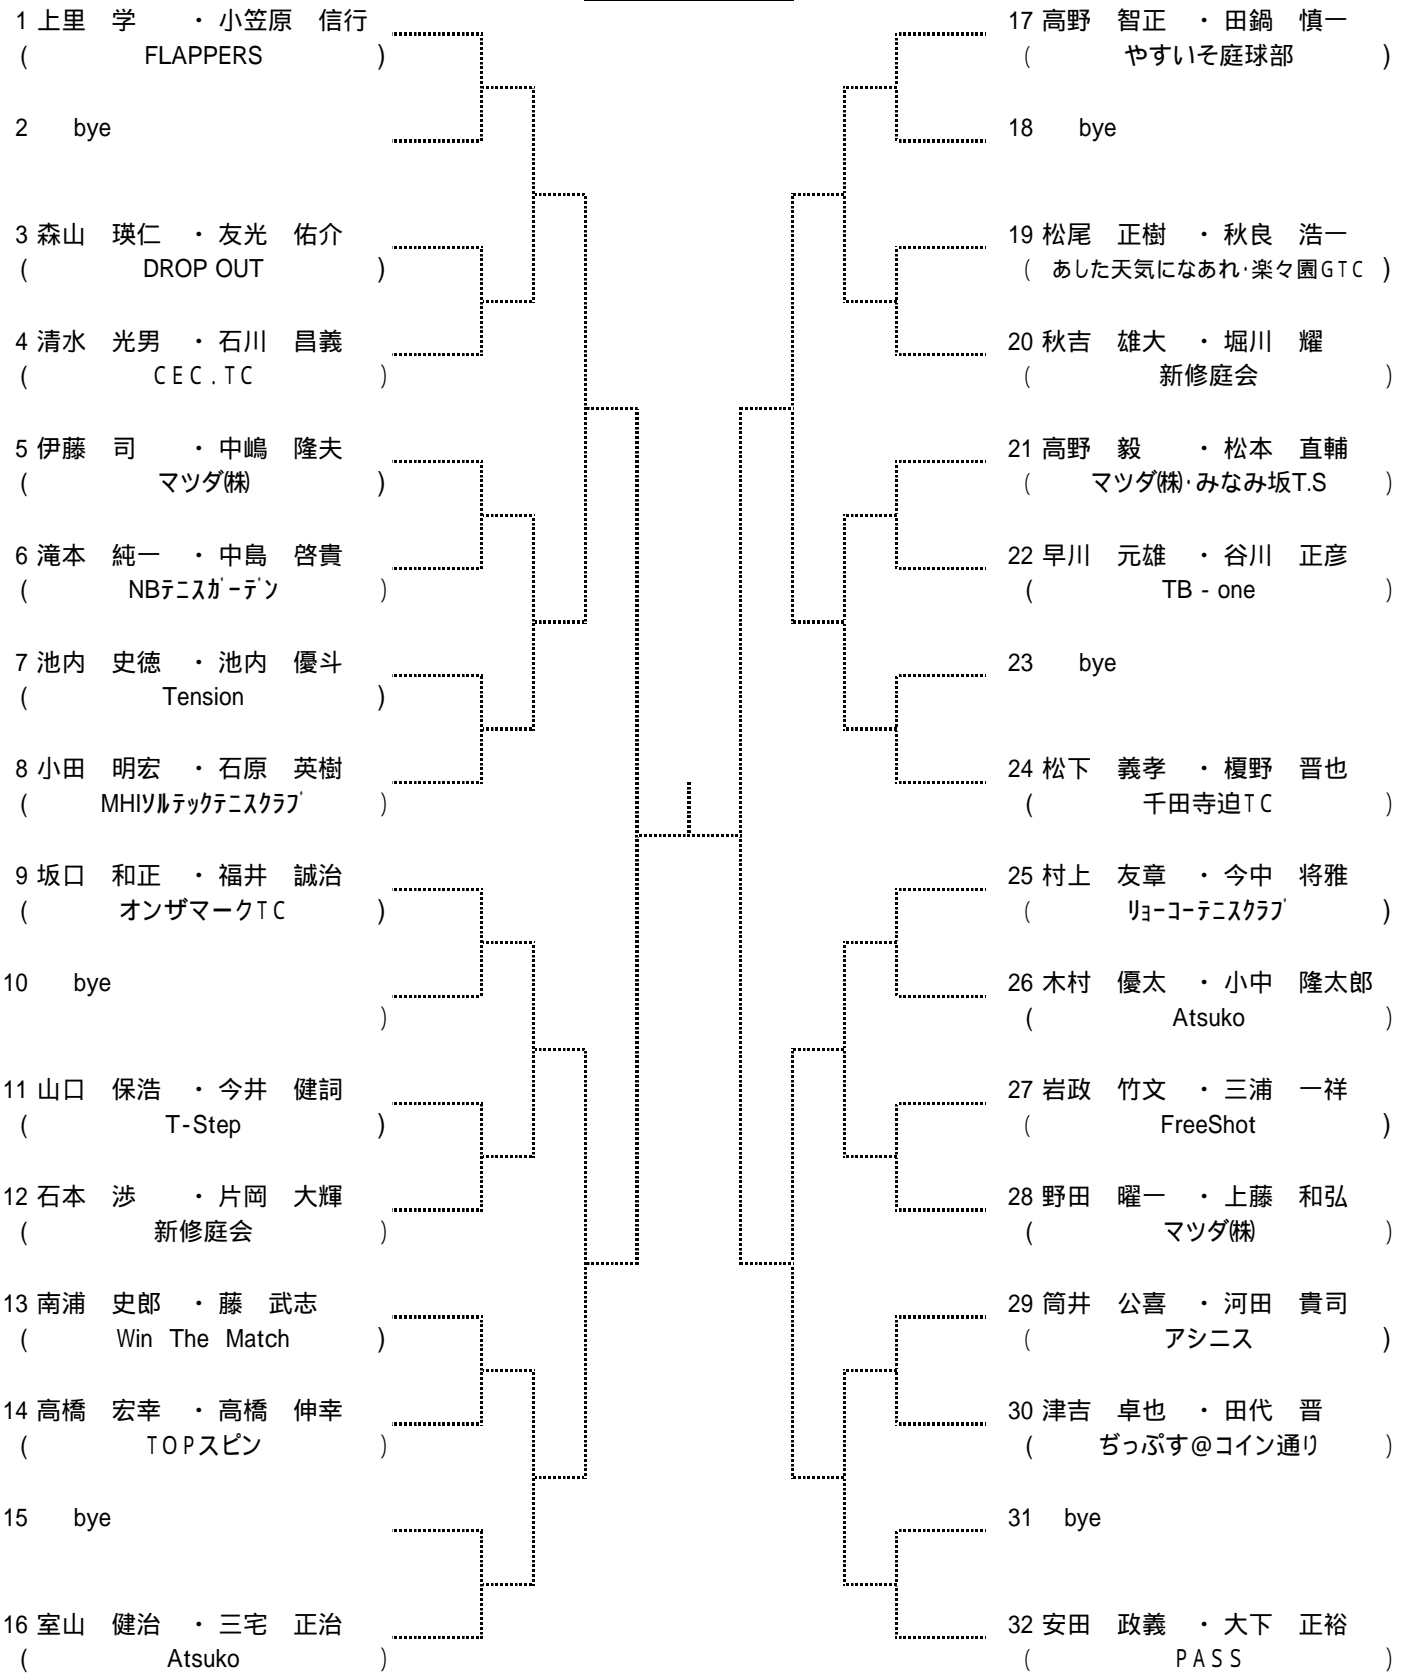 1 上里　学　　・ 小笠原　信行
(　FLAPPERS　)
2　bye
3 森山　瑛仁　・ 友光　佑介
(　DROP OUT　)
4 清水　光男　・ 石川　昌義
(　CEC.TC　)
5 伊藤　司　　・ 中嶋　隆夫
(　マツダ㈱　)
6 滝本　純一　・ 中島　啓貴
(　NBﾃﾆｽｶﾞｰﾃﾞﾝ　)
7 池内　史徳　・ 池内　優斗
(　Tension　)
8 小田　明宏　・ 石原　英樹
(　MHIｿﾙﾃｯｸﾃﾆｽｸﾗﾌﾞ　)
9 坂口　和正　・ 福井　誠治
(　オンザマークTC　)
10　bye
)
11 山口　保浩　・ 今井　健詞
(　T-Step　)
12 石本　渉　　・ 片岡　大輝
(　新修庭会　)
13 南浦　史郎　・ 藤　武志
(　Win The Match　)
14 高橋　宏幸　・ 高橋　伸幸
(　TOPスピン　)
15　bye
16 室山　健治　・ 三宅　正治
(　Atsuko　)
17 高野　智正　・ 田鍋　慎一
(　やすいそ庭球部　)
18　bye
19 松尾　正樹　・ 秋良　浩一
(　あした天気になあれ･楽々園GTC　)
20 秋吉　雄大　・ 堀川　耀
(　新修庭会　)
21 高野　毅　　・ 松本　直輔
(　マツダ㈱･みなみ坂T.S　)
22 早川　元雄　・ 谷川　正彦
(　TB - one　)
23　bye
24 松下　義孝　・ 榎野　晋也
(　千田寺迫TC　)
25 村上　友章　・ 今中　将雅
(　ﾘｮｰｺｰﾃﾆｽｸﾗﾌﾞ　)
26 木村　優太　・ 小中　隆太郎
(　Atsuko　)
27 岩政　竹文　・ 三浦　一祥
(　FreeShot　)
28 野田　曜一　・ 上藤　和弘
(　マツダ㈱　)
29 筒井　公喜　・ 河田　貴司
(　アシニス　)
30 津吉　卓也　・ 田代　晋
(　ぢっぷす@コイン通り　)
31　bye
32 安田　政義　・ 大下　正裕
(　PASS　)